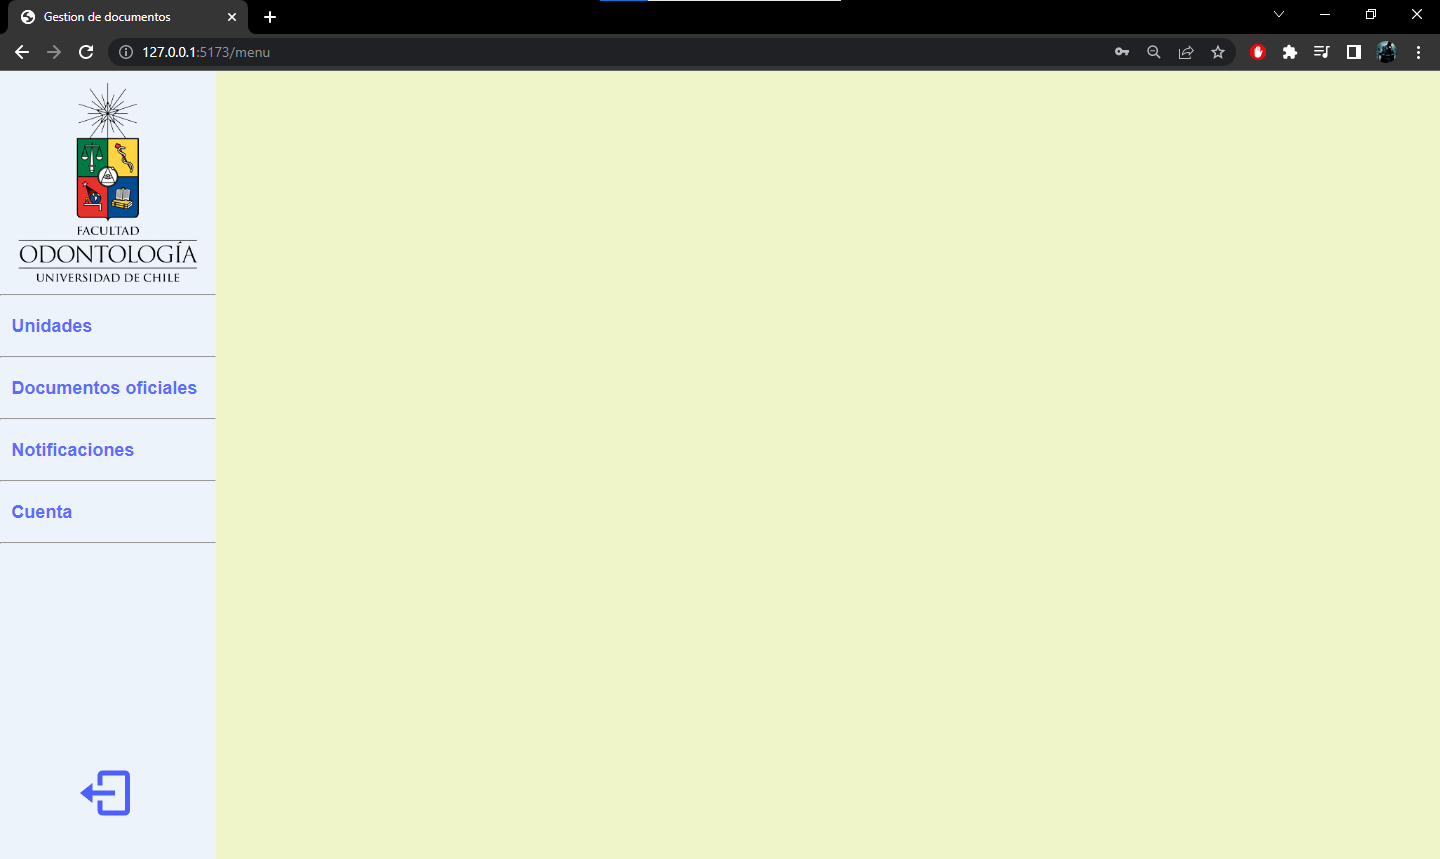 Gestion de documentos
127.0.0.1:5173/menu
FACULTAD
ODONTOLOGÍA
UNIVERSIDAD DE CHILE
Unidades
Documentos oficiales
Notificaciones
Cuenta